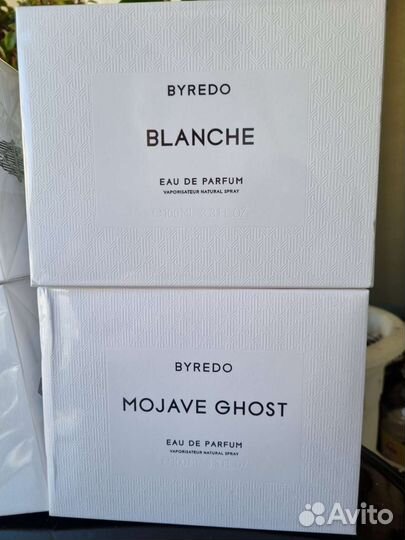 BYREDO
BLANCHE
EAU DE PARFUM
VAPORISATEUR NATURAL SPRAY
BYREDO
MOJAVE GHOST
EAU DE PARFUM
VAPORISATEUR NATURAL SPRAY
Avito